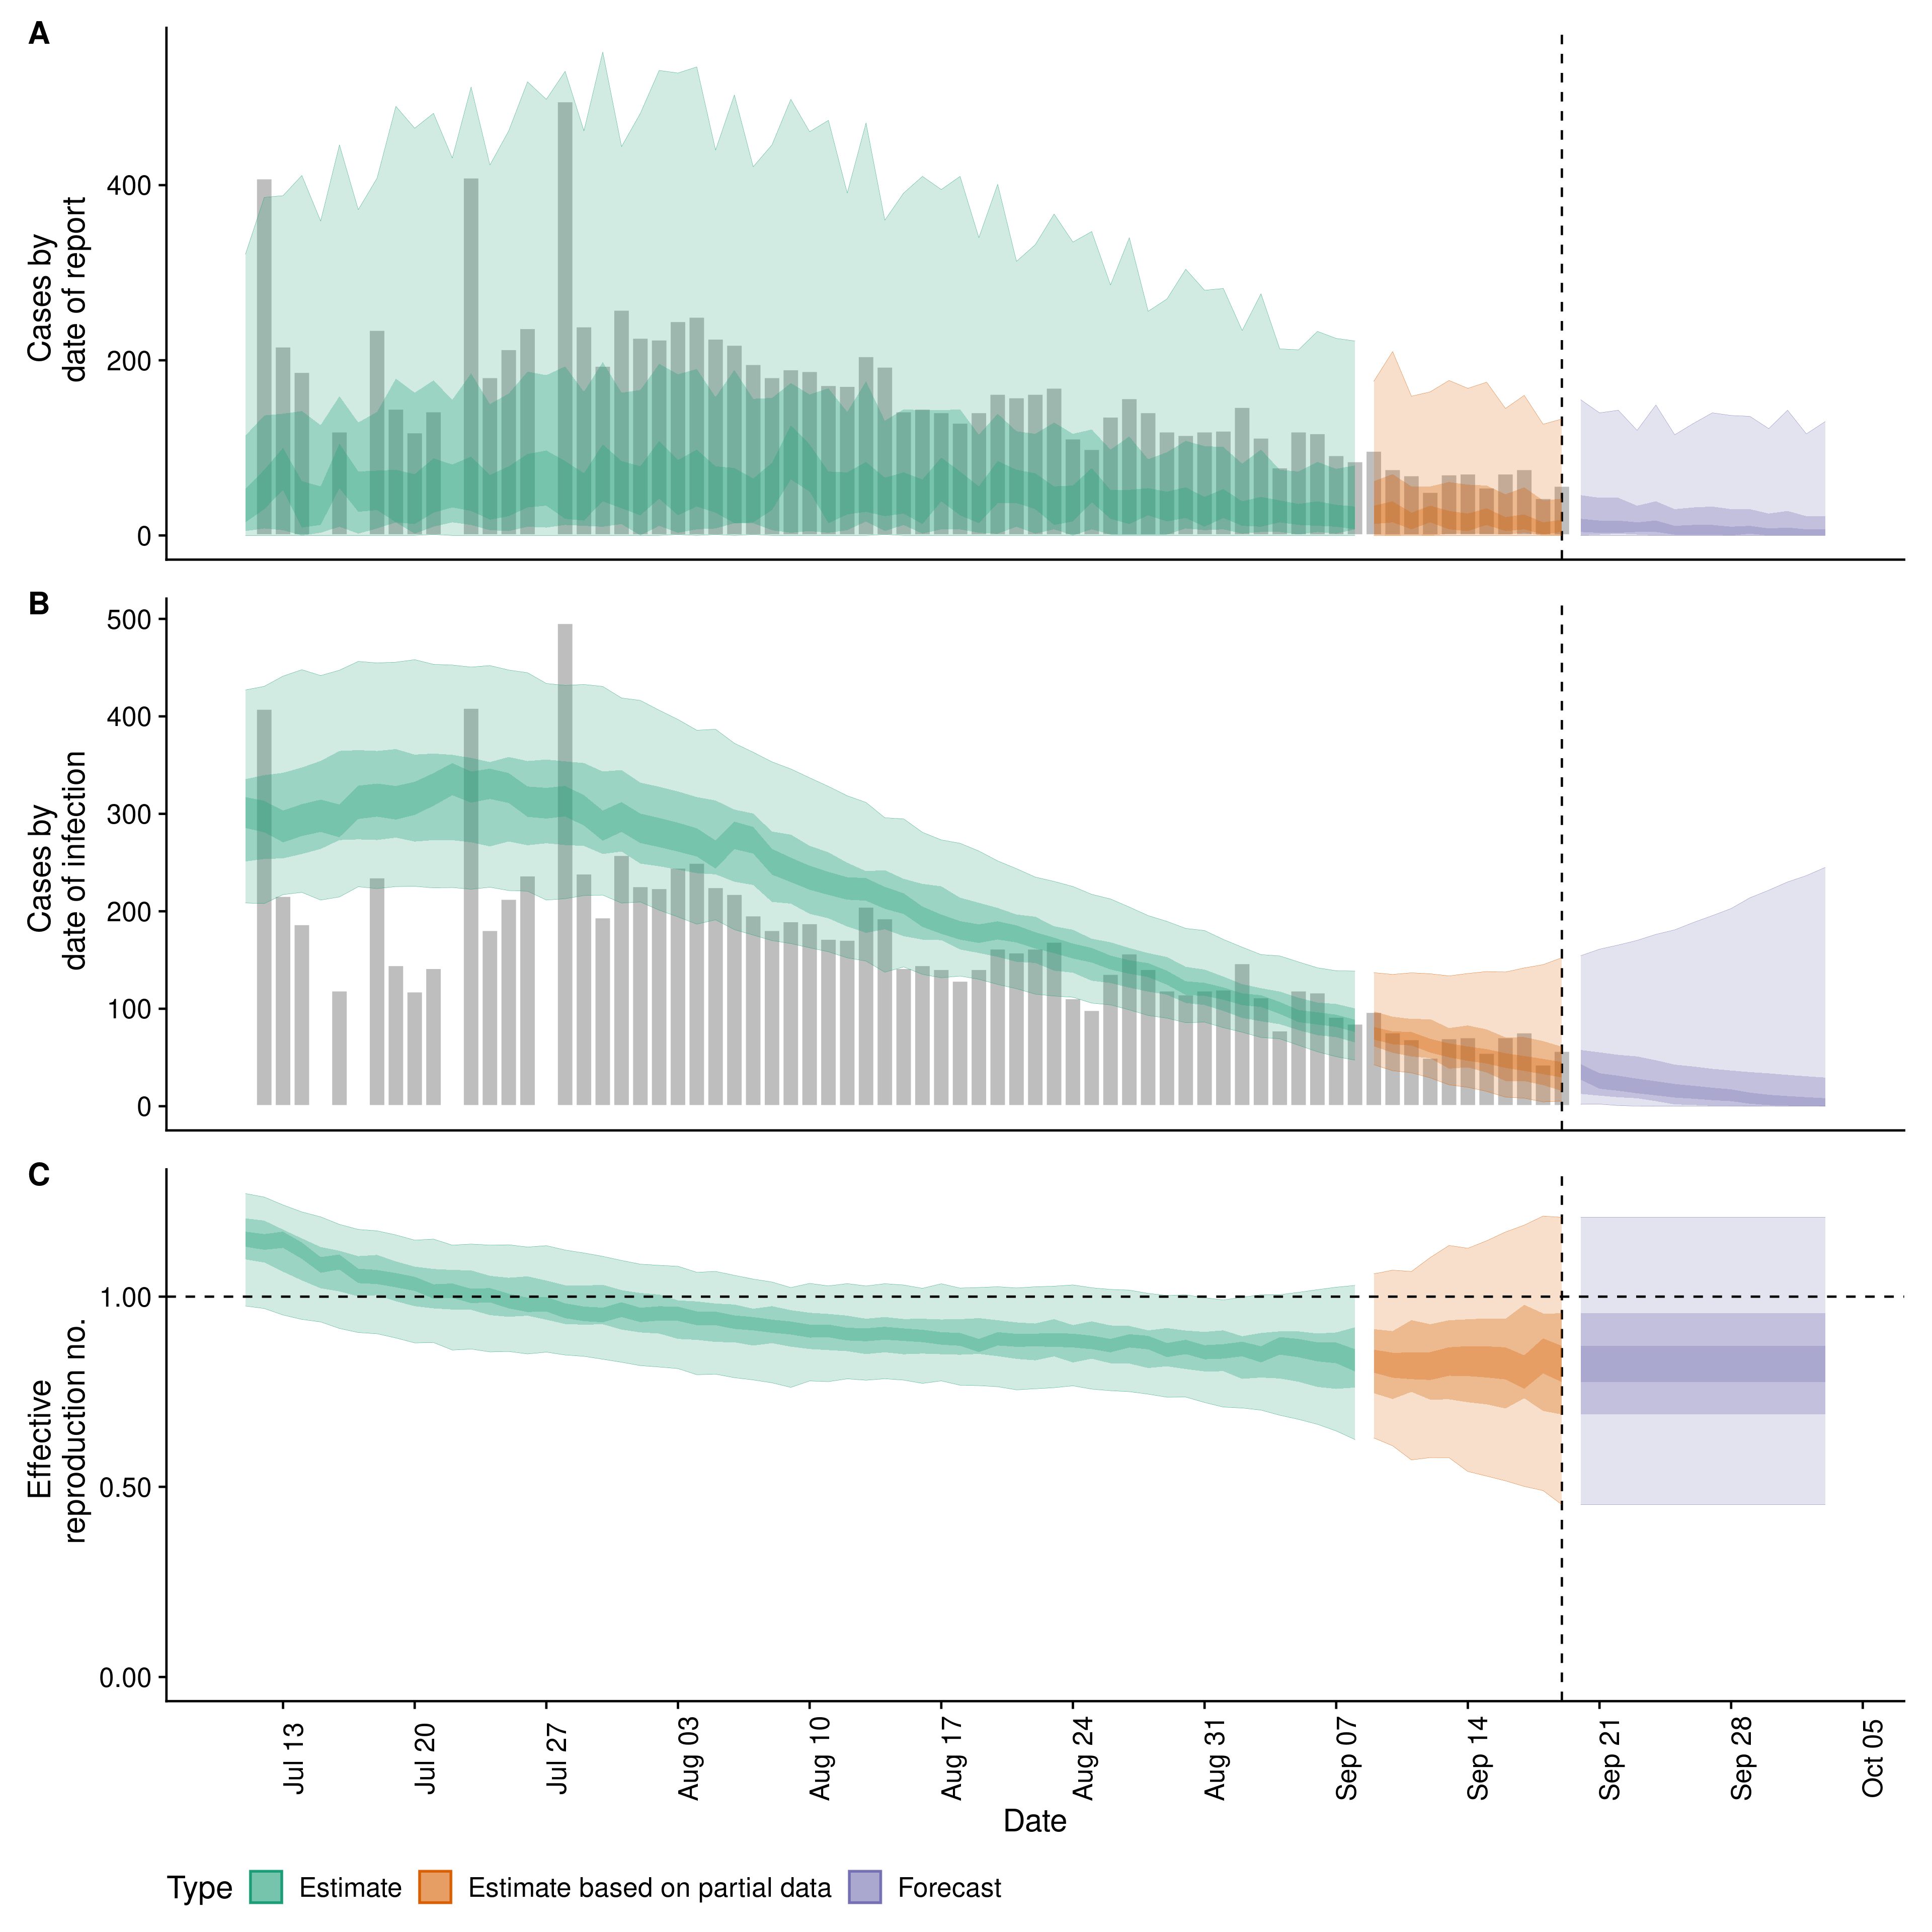 A
Cases by
date of report
400
200
0
B
Cases by
date of infection
500
400
300
200
100
0
C
Effective
reproduction no.
1.00
0.50
0.00
Jul 13
Jul 20
Jul 27
Aug 03
Aug 10
Aug 17
Aug 24
Aug 31
Sep 07
Sep 14
Sep 21
Sep 28
Oct 05
Date
Type Estimate Estimate based on partial data Forecast